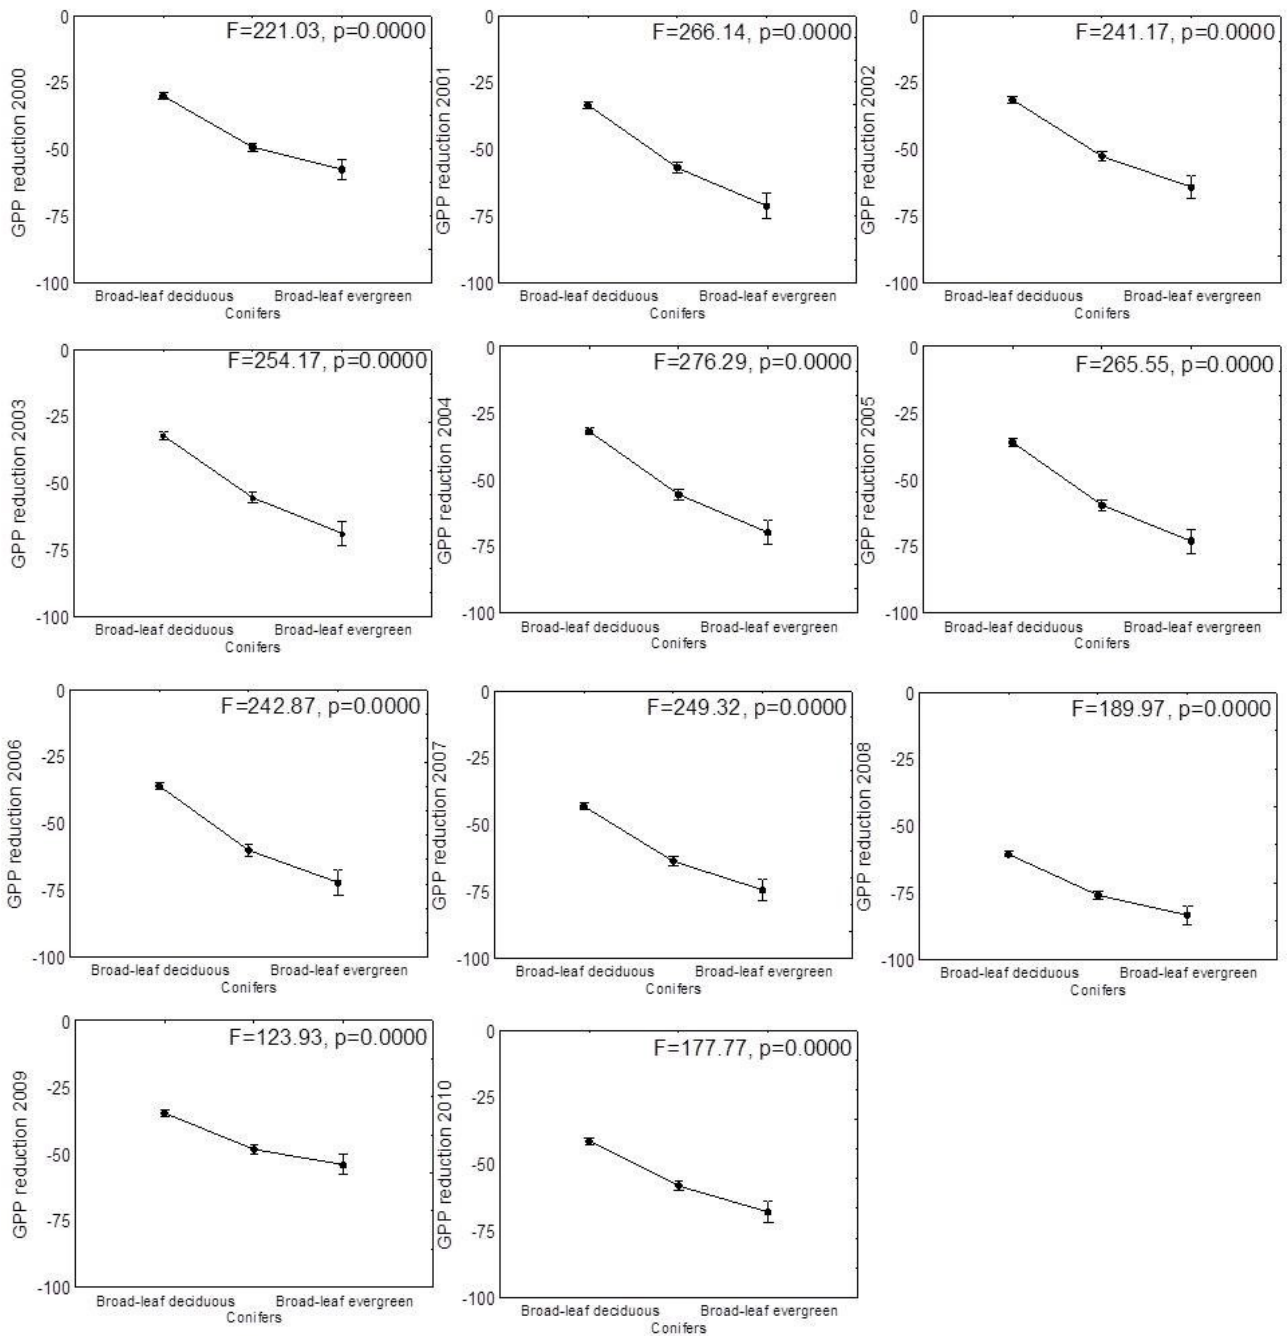 F=221.03, p=0.0000
GPP reduction 2000
0
-25
-50
-75
-100
Broad-leaf deciduous
Broad-leaf evergreen
Conifers
F=266.14, p=0.0000
GPP reduction 2001
0
-25
-50
-75
-100
Broad-leaf deciduous
Broad-leaf evergreen
Conifers
F=241.17, p=0.0000
GPP reduction 2002
0
-25
-50
-75
-100
Broad-leaf deciduous
Broad-leaf evergreen
Conifers
F=254.17, p=0.0000
GPP reduction 2003
0
-25
-50
-75
-100
Broad-leaf deciduous
Broad-leaf evergreen
Conifers
F=276.29, p=0.0000
GPP reduction 2004
0
-25
-50
-75
-100
Broad-leaf deciduous
Broad-leaf evergreen
Conifers
F=265.55, p=0.0000
GPP reduction 2005
0
-25
-50
-75
-100
Broad-leaf deciduous
Broad-leaf evergreen
Conifers
F=242.87, p=0.0000
GPP reduction 2006
0
-25
-50
-75
-100
Broad-leaf deciduous
Broad-leaf evergreen
Conifers
F=249.32, p=0.0000
GPP reduction 2007
0
-25
-50
-75
-100
Broad-leaf deciduous
Broad-leaf evergreen
Conifers
F=189.97, p=0.0000
GPP reduction 2008
0
-25
-50
-75
-100
Broad-leaf deciduous
Broad-leaf evergreen
Conifers
F=123.93, p=0.0000
GPP reduction 2009
0
-25
-50
-75
-100
Broad-leaf deciduous
Broad-leaf evergreen
Conifers
F=177.77, p=0.0000
GPP reduction 2010
0
-25
-50
-75
-100
Broad-leaf deciduous
Broad-leaf evergreen
Conifers